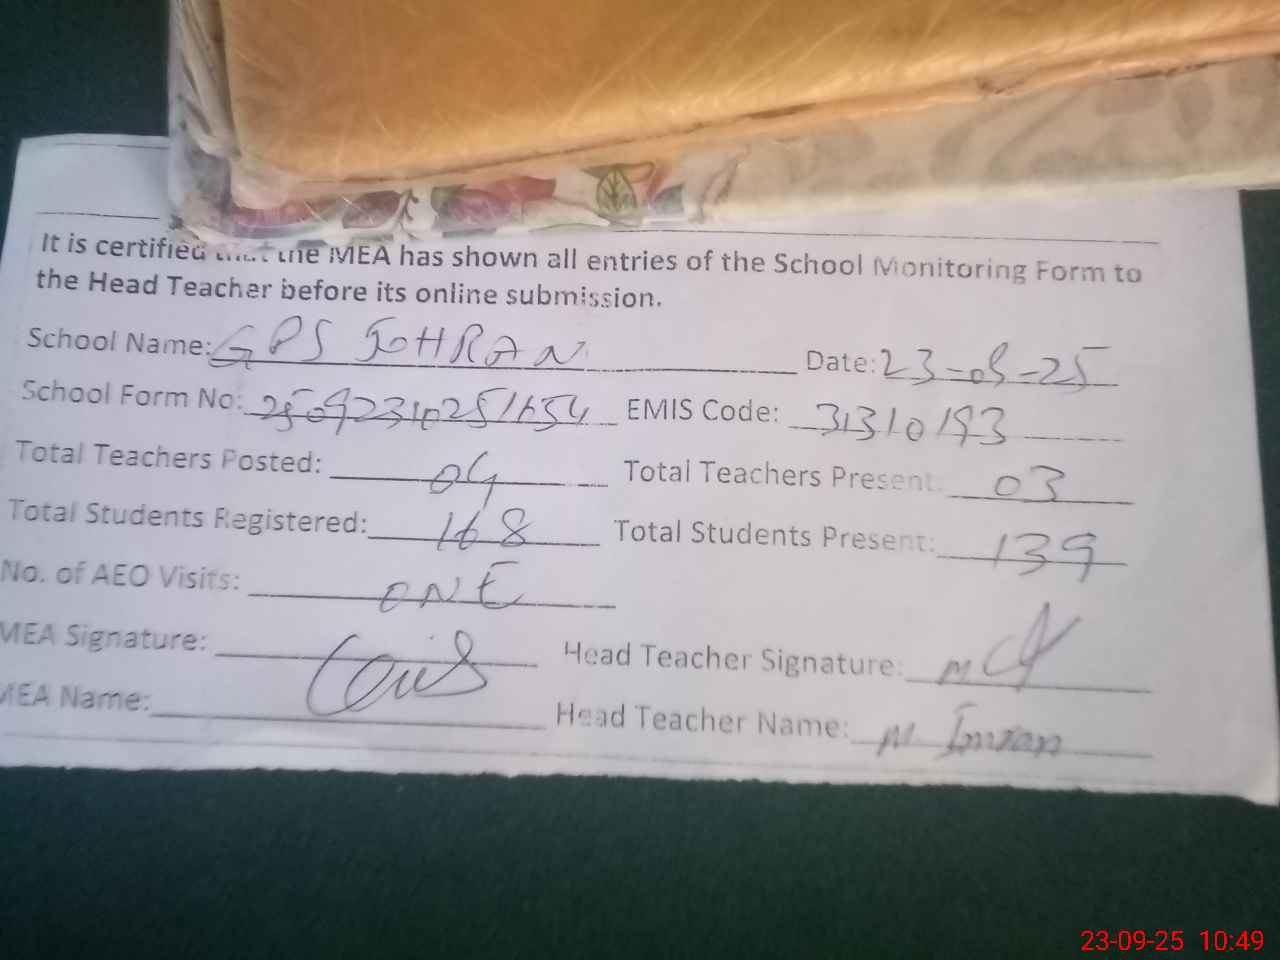 It is certified that the MEA has shown all entries of the School Monitoring Form to
the Head Teacher before its online submission.
School Name: GPS JOHRAN Date: 23-09-25
School Form No: EMIS Code: 31310193
Total Teachers Posted: 04 Total Teachers Present: 03
Total Students Registered: 168 Total Students Present: 139
No. of AEO Visits: ONE
MEA Signature: Head Teacher Signature:
MEA Name: Head Teacher Name: M Imran
23-09-25 10:49